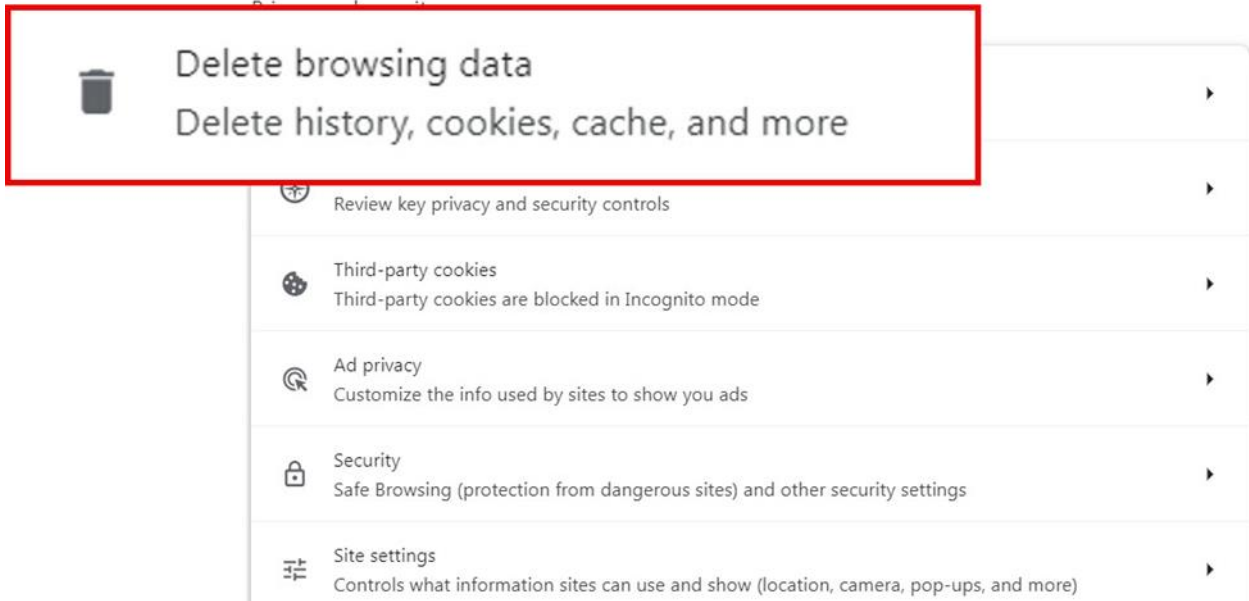 Delete browsing data
Delete history, cookies, cache, and more
Review key privacy and security controls
Third-party cookies
Third-party cookies are blocked in Incognito mode
Ad privacy
Customize the info used by sites to show you ads
Security
Safe Browsing (protection from dangerous sites) and other security settings
Site settings
Controls what information sites can use and show (location, camera, pop-ups, and more)